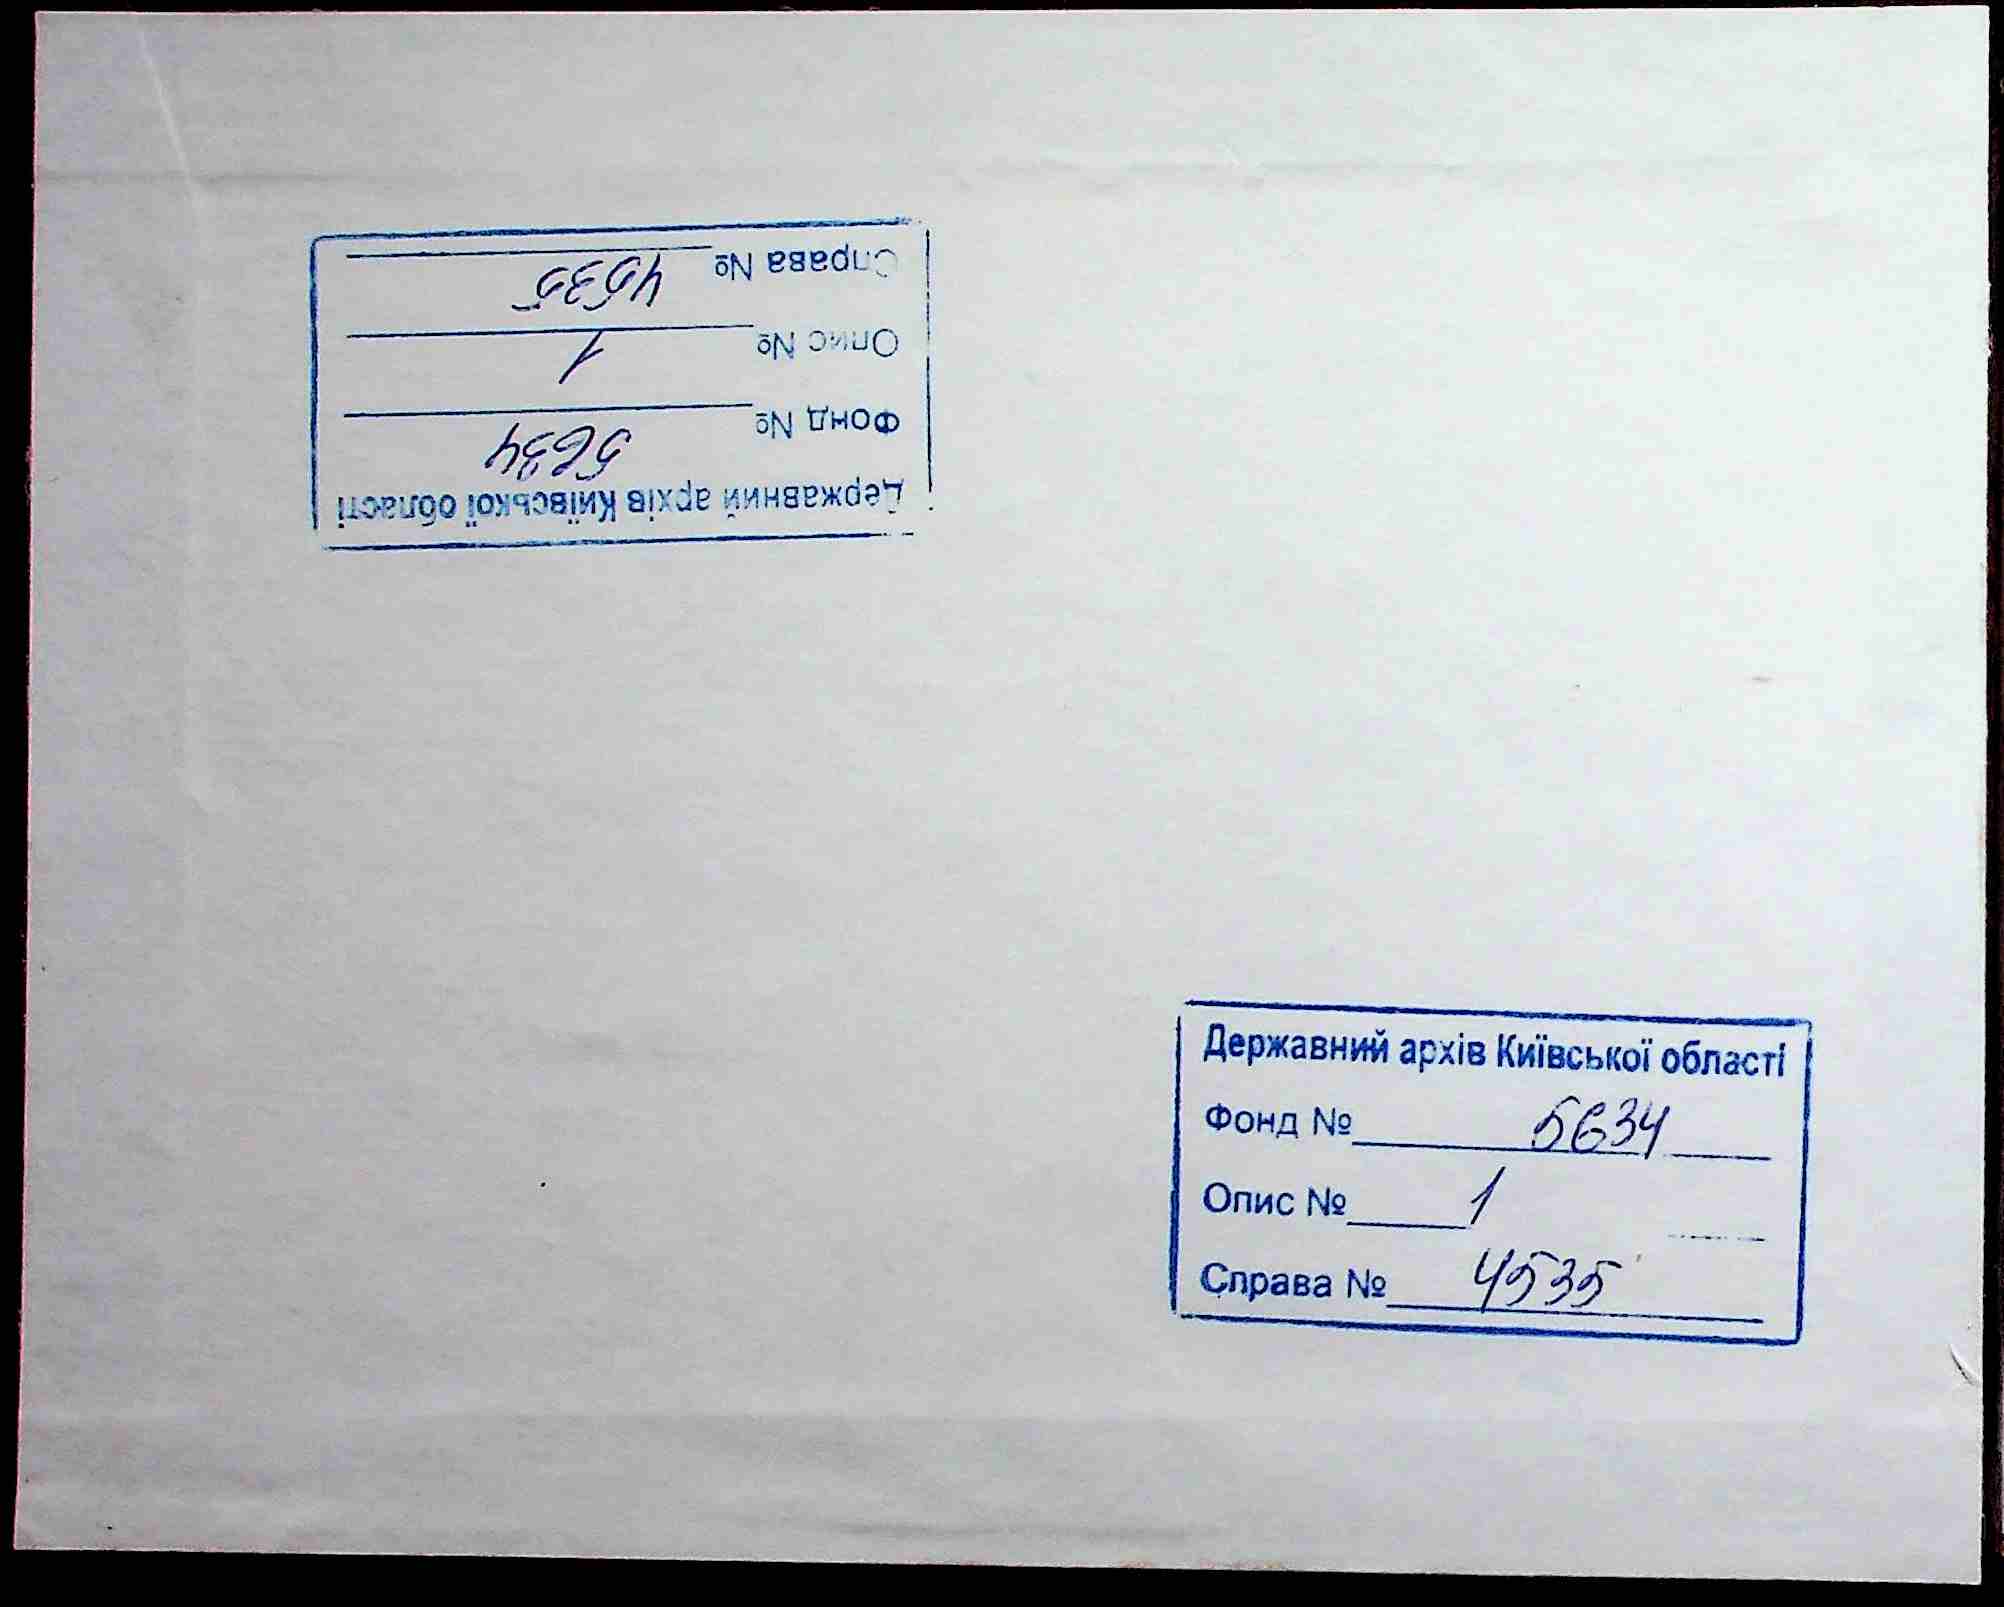 Державний архів Київської області
Фонд № 5634
Опис № 1
Справа № 4535
Державний архів Київської області
Фонд № 5634
Опис № 1
Справа № 4535